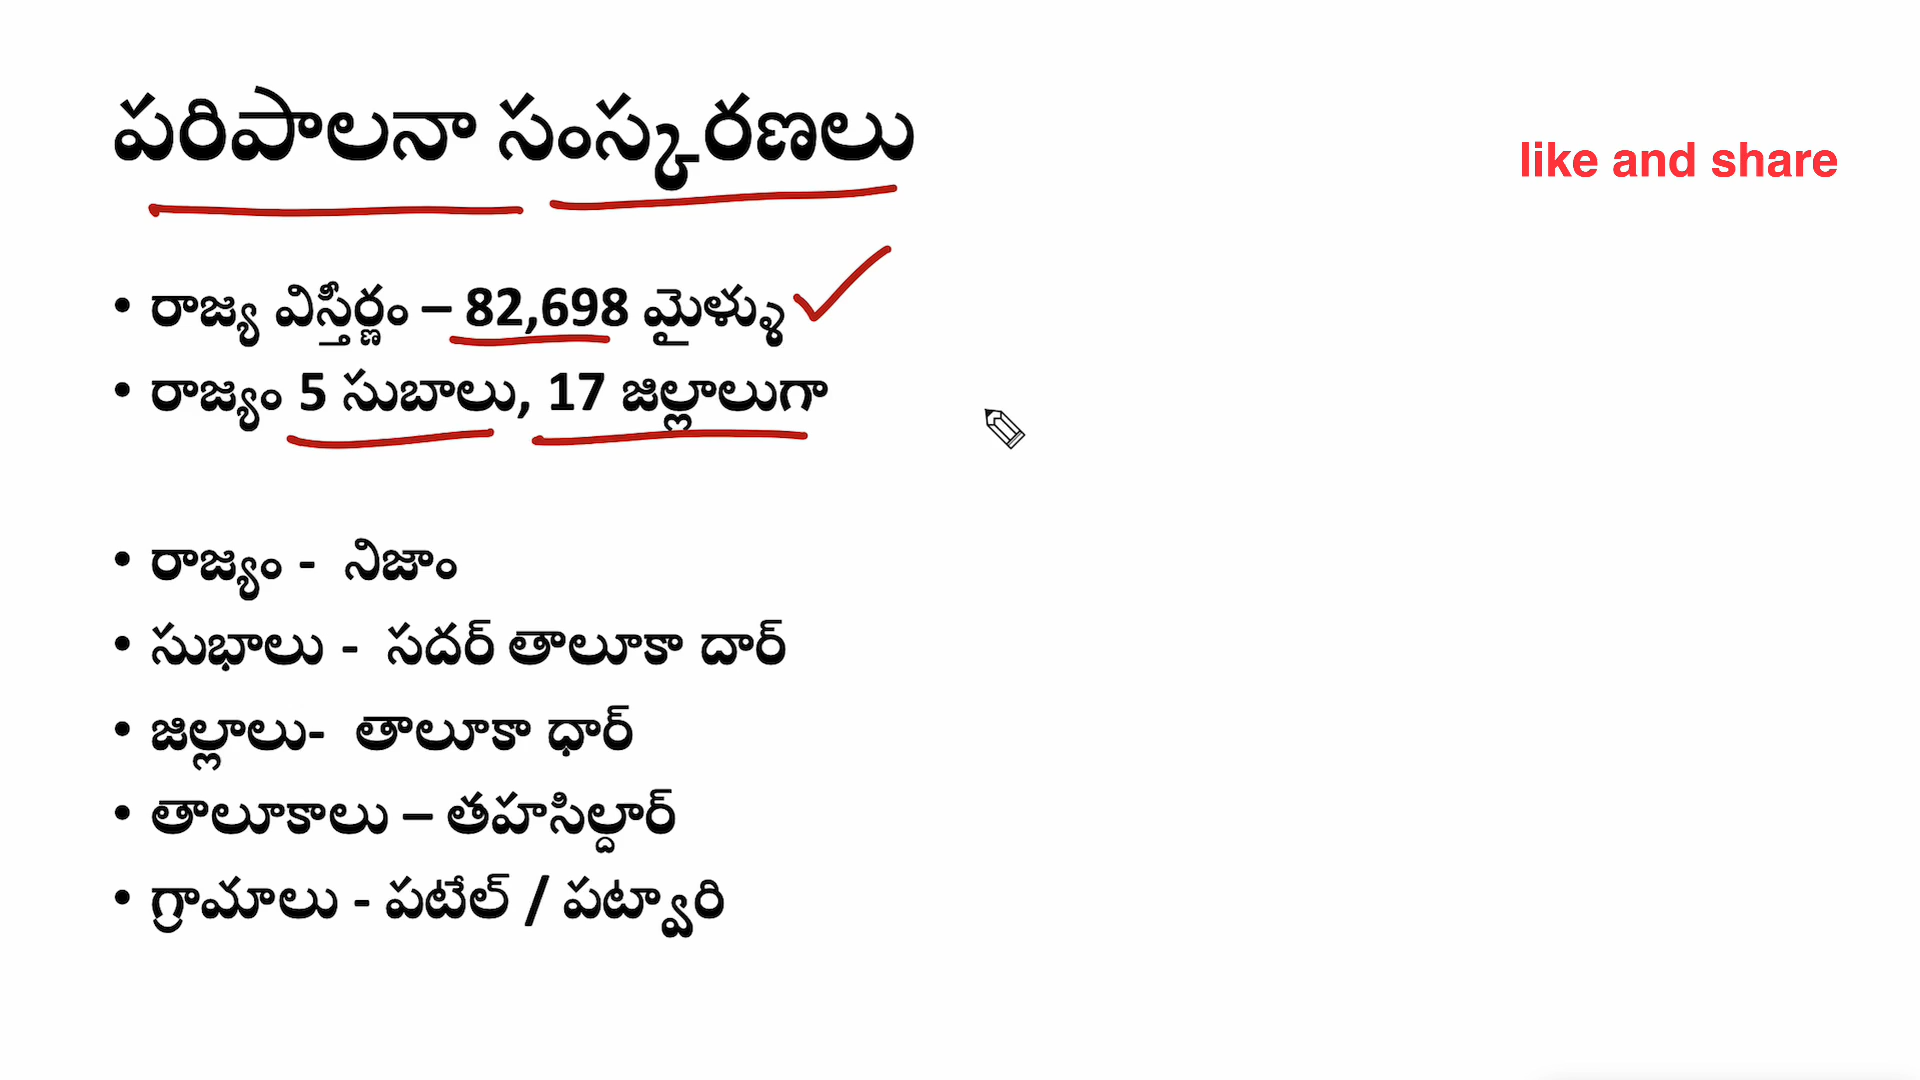 పరిపాలనా సంస్కరణలు
like and share
• రాజ్య విస్తీర్ణం – 82,698 మైళ్ళు
• రాజ్యం 5 సుబాలు, 17 జిల్లాలుగా
• రాజ్యం - నిజాం
• సుభాలు - సదర్ తాలూకా దార్
• జిల్లాలు- తాలూకా ధార్
• తాలూకాలు – తహసిల్దార్
• గ్రామాలు - పటేల్ / పట్వారి